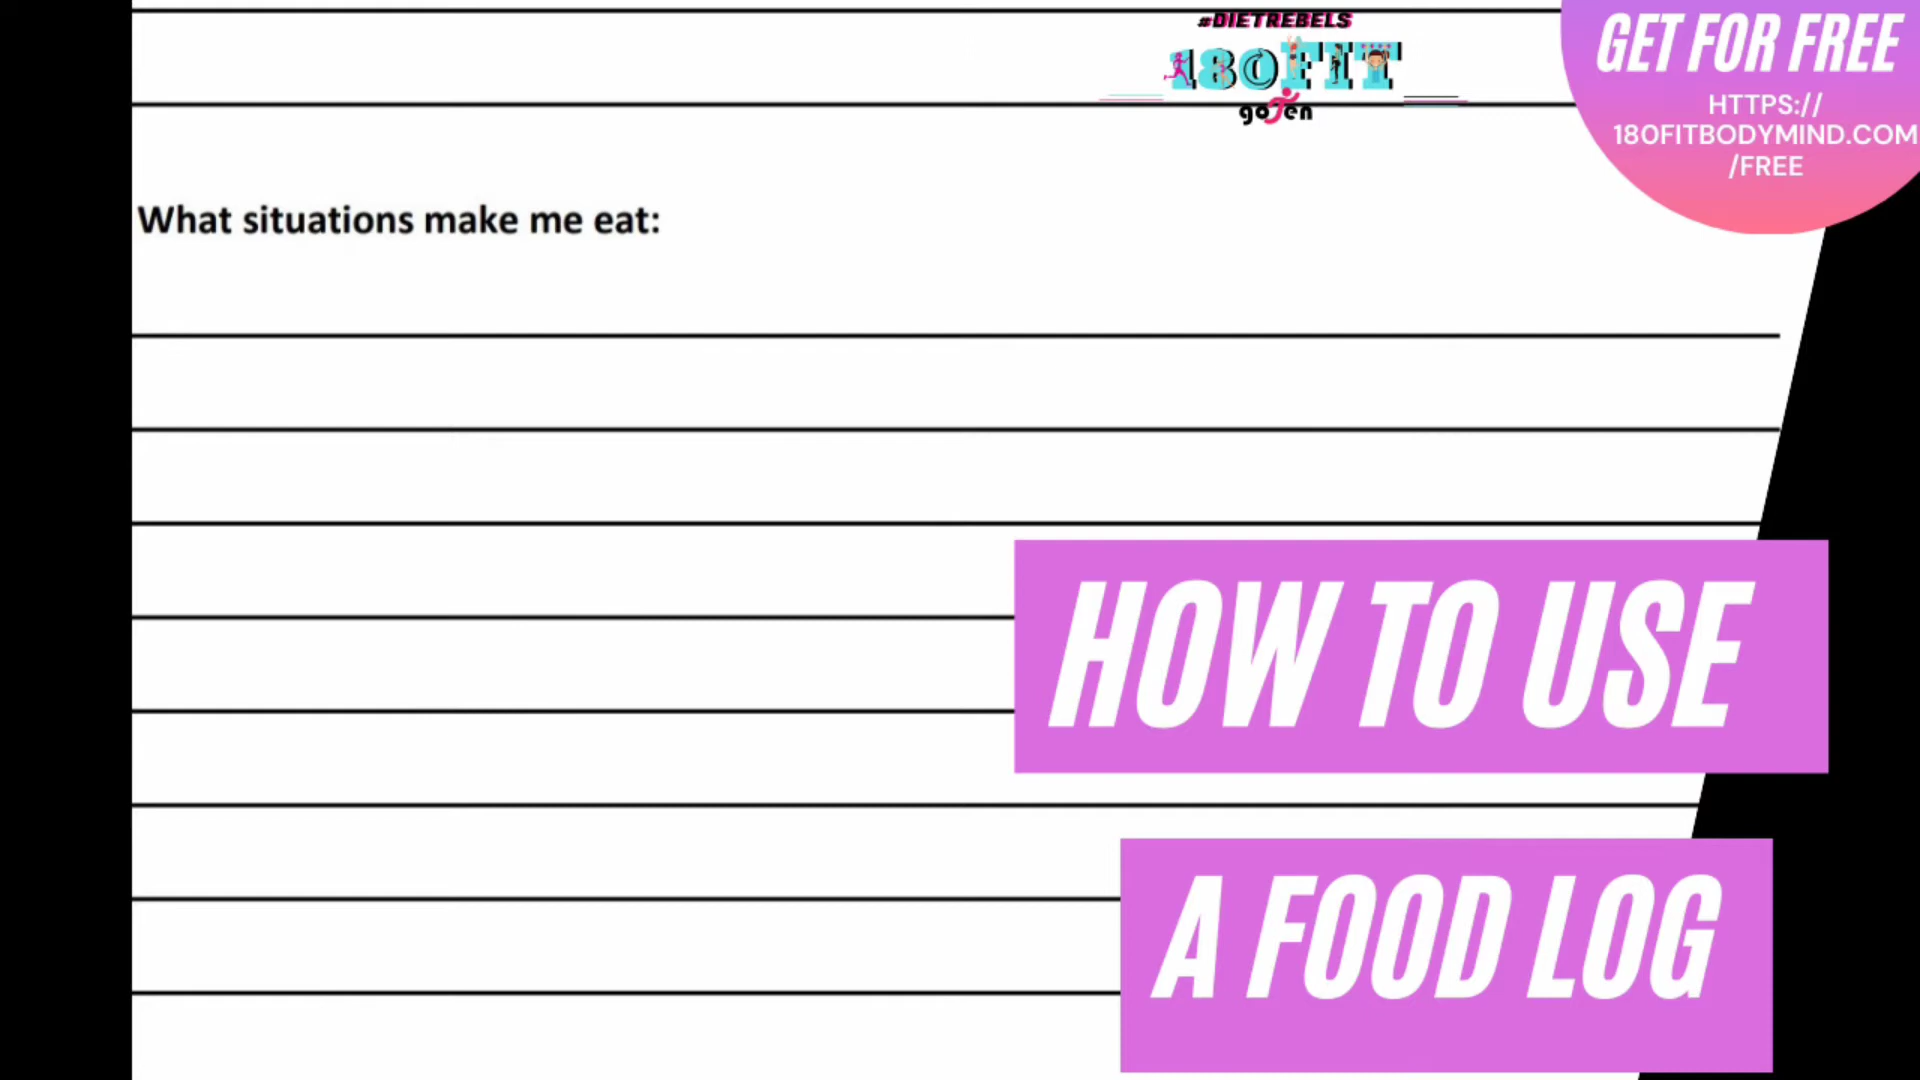 #DIETREBELS
180FIT
goTen
GET FOR FREE
HTTPS://
180FITBODYMIND.COM
/FREE
What situations make me eat:
HOW TO USE
A FOOD LOG